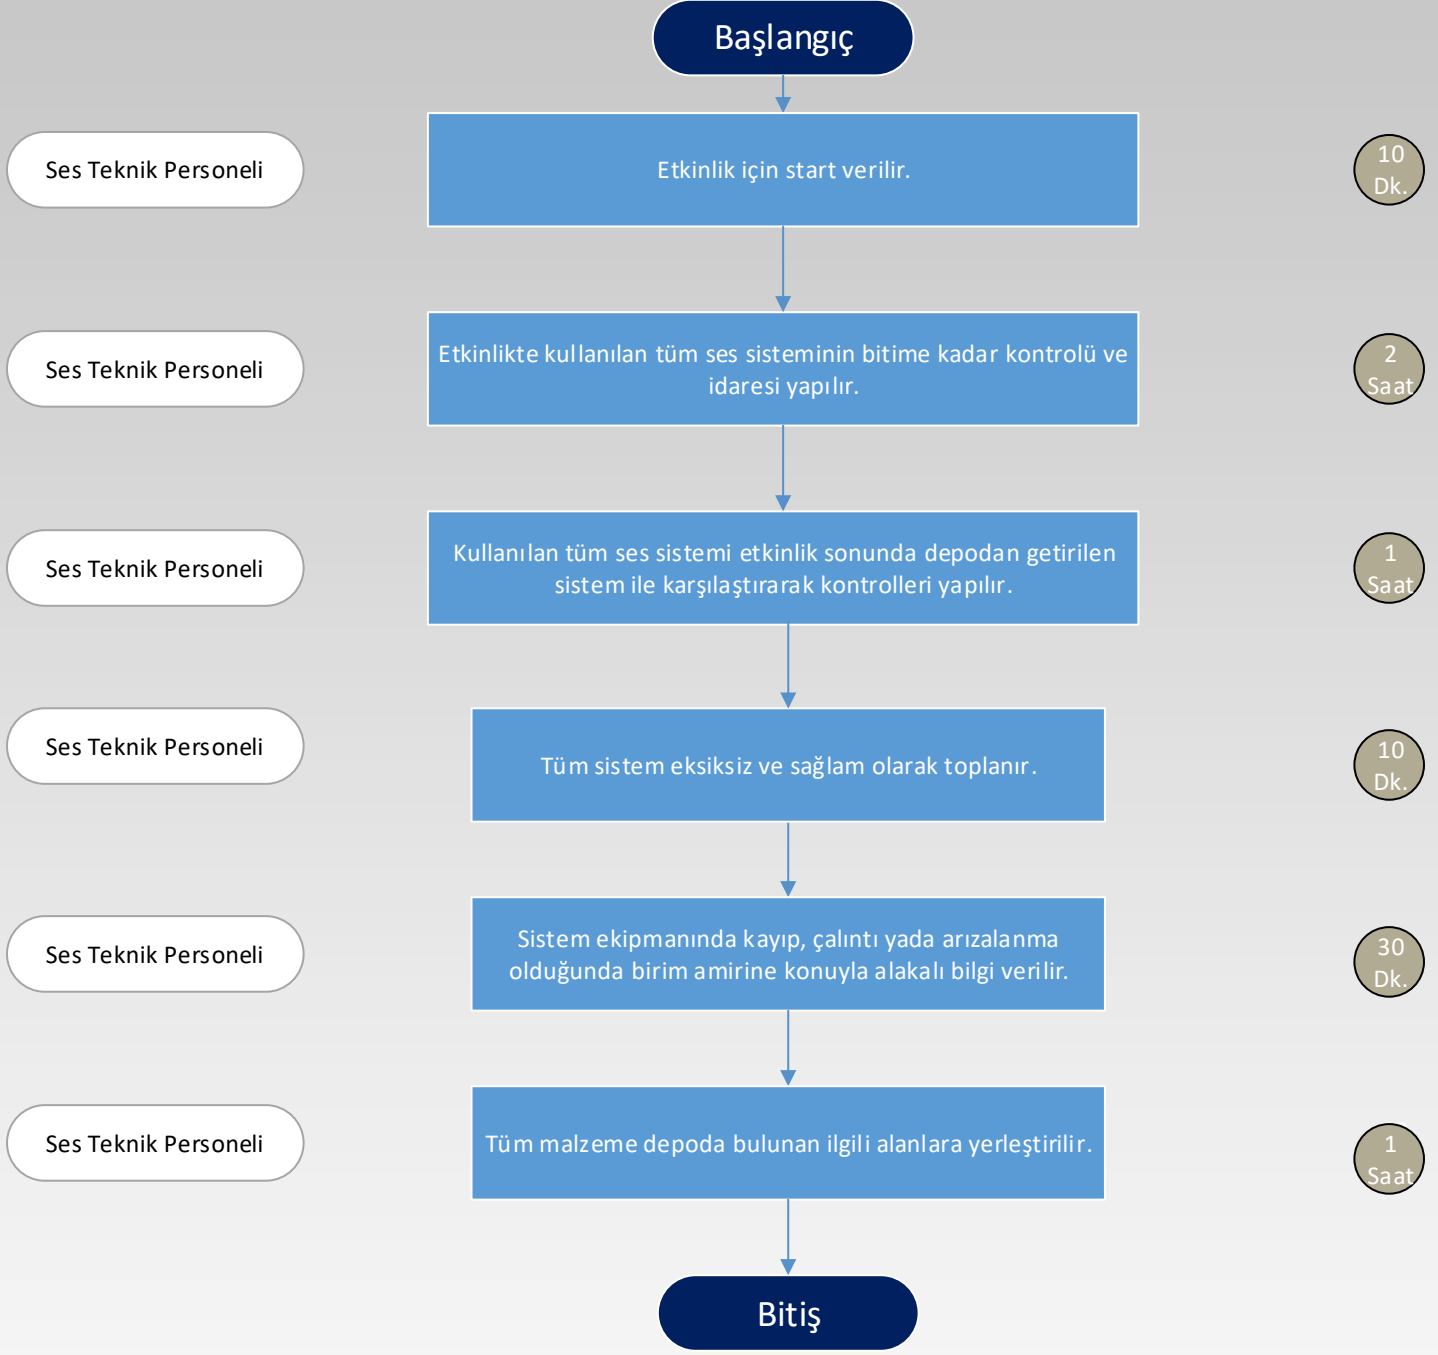 Başlangıç
Ses Teknik Personeli
Etkinlik için start verilir.
10
Dk.
Ses Teknik Personeli
Etkinlikte kullanılan tüm ses sisteminin bitime kadar kontrolü ve
idaresi yapılır.
2
Saat
Ses Teknik Personeli
Kullanılan tüm ses sistemi etkinlik sonunda depodan getirilen
sistem ile karşılaştırarak kontrolleri yapılır.
1
Saat
Ses Teknik Personeli
Tüm sistem eksiksiz ve sağlam olarak toplanır.
10
Dk.
Ses Teknik Personeli
Sistem ekipmanında kayıp, çalıntı yada arızalanma
olduğunda birim amirine konuyla alakalı bilgi verilir.
30
Dk.
Ses Teknik Personeli
Tüm malzeme depoda bulunan ilgili alanlara yerleştirilir.
1
Saat
Bitiş